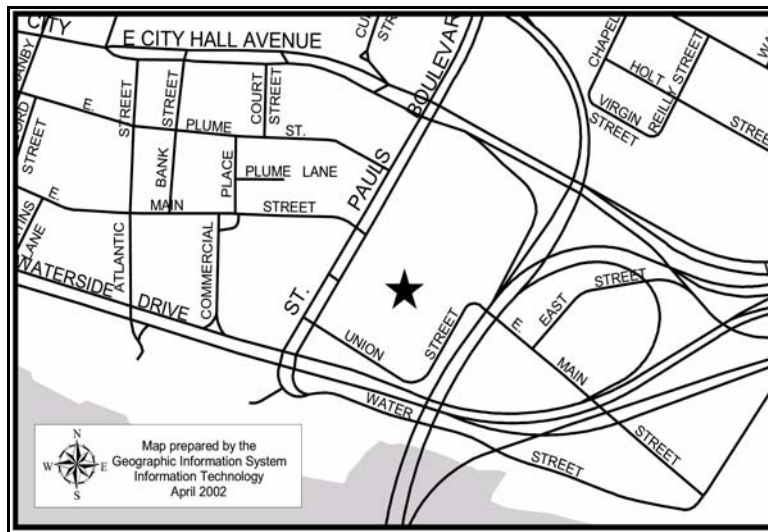 CITY
E CITY HALL AVENUE
BOULEVAR
CHAPEL
HOLT
STREET
REILLY STREET
VIRGIN
STREET
E.
PLUME
ST.
STREET
STREET
BANK
COURT
STREET
PLACE
PLUME LANE
STREET
E.
MAIN
STREET
PAULS
ST.
ATLANTIC
COMMERCIAL
LANE
WATERSIDE DRIVE
UNION
STREET
E.
MAIN
STREET
EAST
STREET
WATER
STREET
N
W
E
S
Map prepared by the
Geographic Information System
Information Technology
April 2002